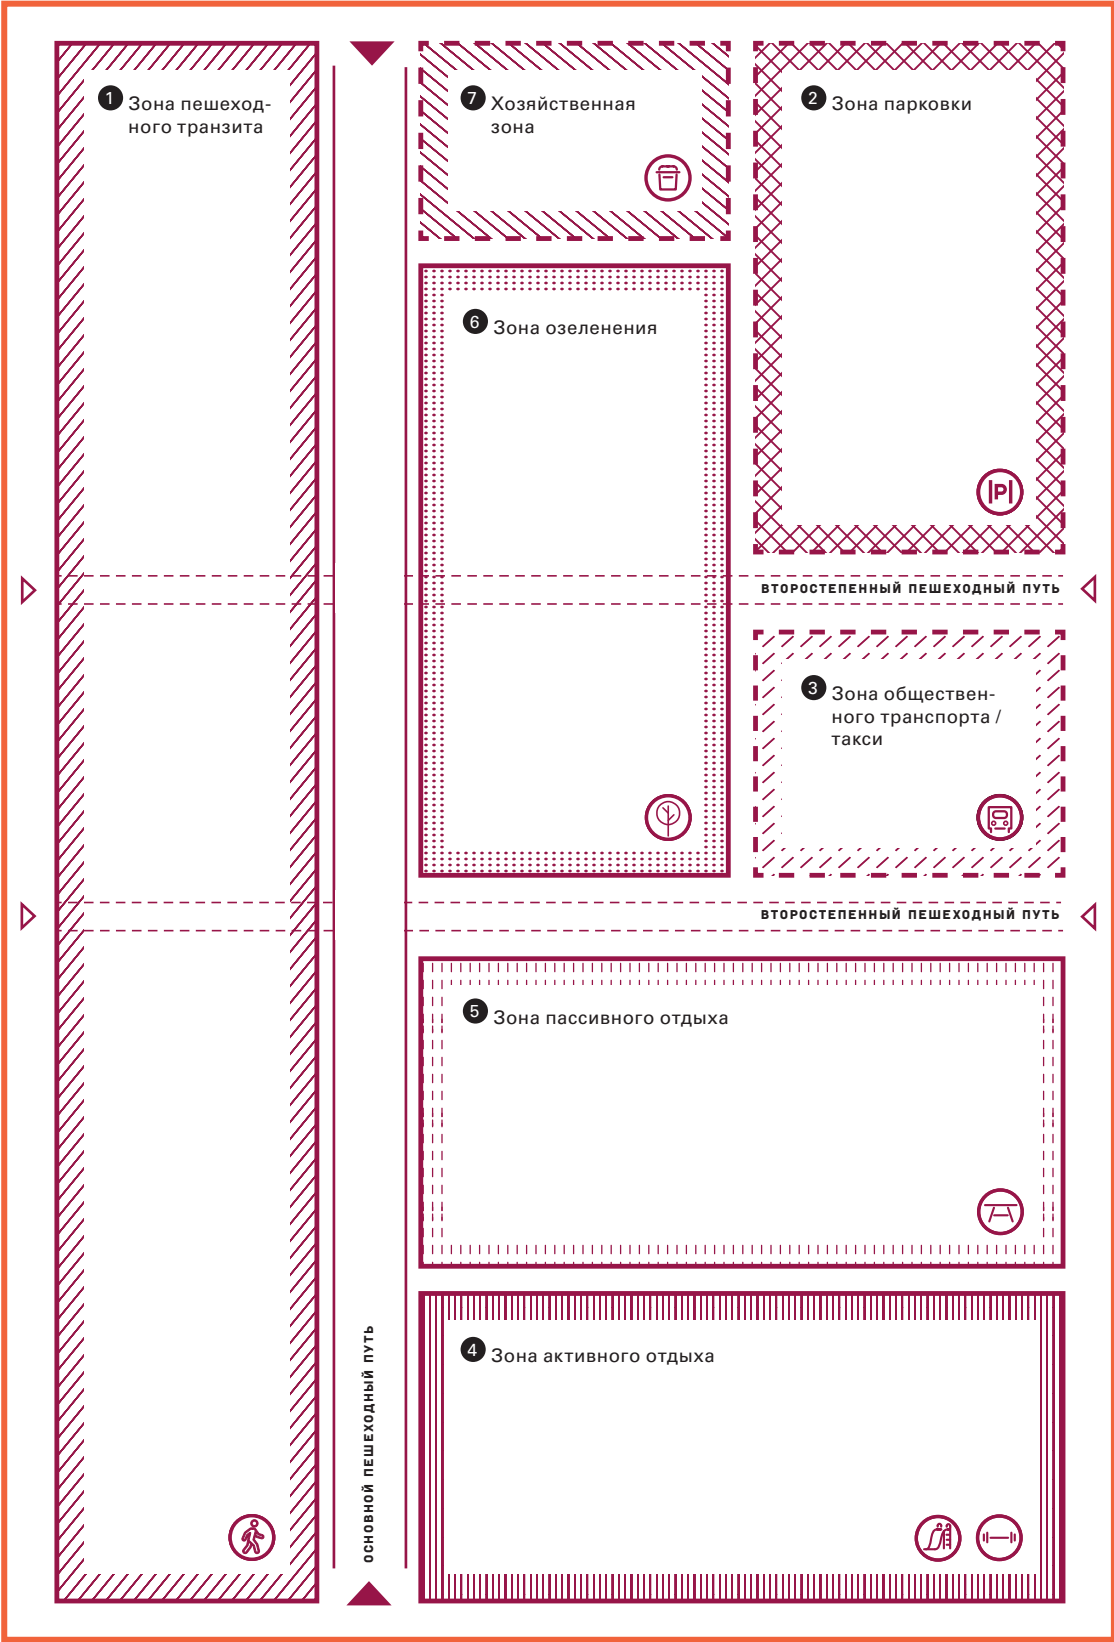 1 Зона пешеход-
ного транзита
7 Хозяйственная
зона
2 Зона парковки
6 Зона озеленения
P
ВТОРОСТЕПЕННЫЙ ПЕШЕХОДНЫЙ ПУТЬ
3 Зона обществен-
ного транспорта /
такси
ВТОРОСТЕПЕННЫЙ ПЕШЕХОДНЫЙ ПУТЬ
5 Зона пассивного отдыха
4 Зона активного отдыха
ОСНОВНОЙ ПЕШЕХОДНЫЙ ПУТЬ